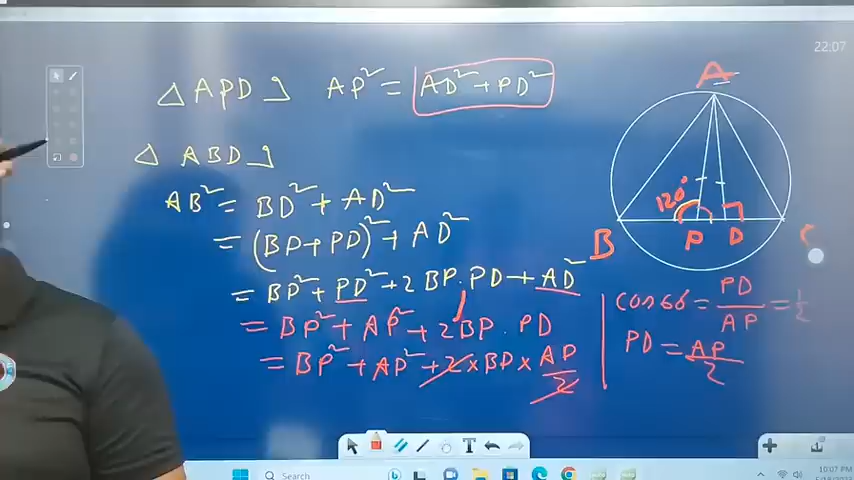 22:07
△ APD ⅃ AP² = AD² + PD²
△ ABD ⅃
AB² = BD² + AD²
= (BP + PD)² + AD²
= BP² + PD² + 2 BP . PD + AD²
= BP² + AP² + 2 BP . PD
= BP² + AP² + 2 × BP × AP/2
A
120°
B P D
cos 60 = PD/AP = 1/2
PD = AP/2
T
Search
10:07 PM